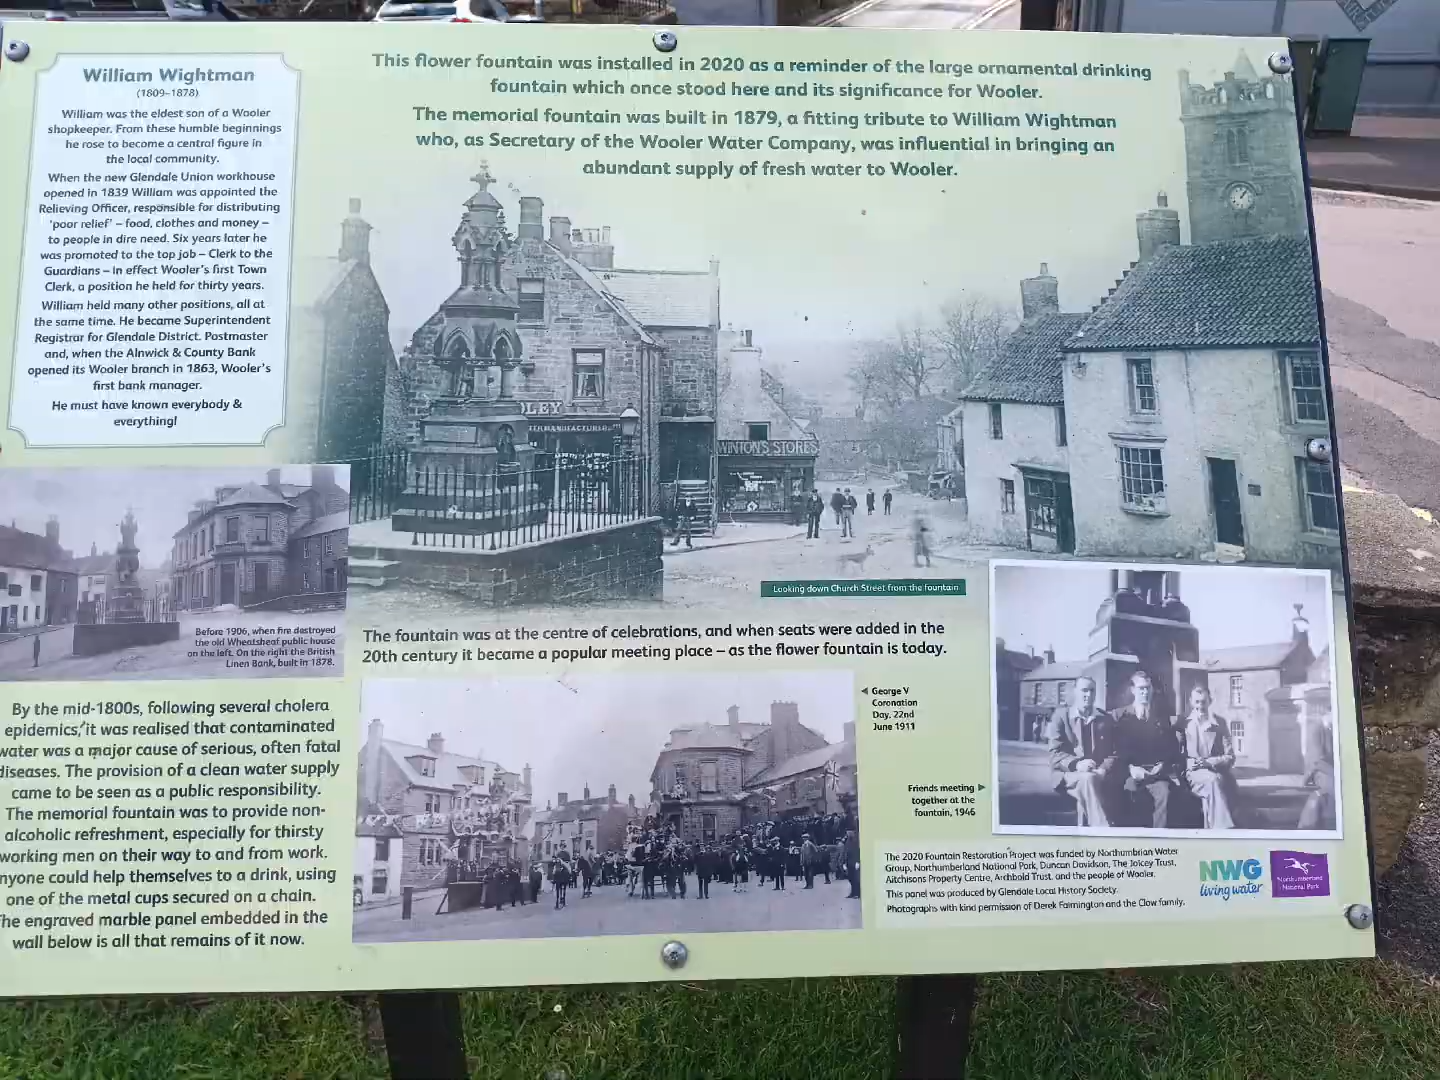 William Wightman
(1809–1878)
William was the eldest son of a Wooler
shopkeeper. From these humble beginnings
he rose to become a central figure in
the local community.
When the new Glendale Union workhouse
opened in 1839 William was appointed the
Relieving Officer, responsible for distributing
'poor relief' – food, clothes and money –
to people in dire need. Six years later he
was promoted to the top job – Clerk to the
Guardians – in effect Wooler's first Town
Clerk, a position he held for thirty years.
William held many other positions, all at
the same time. He became Superintendent
Registrar for Glendale District. Postmaster
and, when the Alnwick & County Bank
opened its Wooler branch in 1863, Wooler's
first bank manager.
He must have known everybody &
everything!
This flower fountain was installed in 2020 as a reminder of the large ornamental drinking
fountain which once stood here and its significance for Wooler.
The memorial fountain was built in 1879, a fitting tribute to William Wightman
who, as Secretary of the Wooler Water Company, was influential in bringing an
abundant supply of fresh water to Wooler.
WINTON'S STORES
Looking down Church Street from the fountain
Before 1906, when fire destroyed
the old Wheatsheaf public house
on the left. On the right the British
Linen Bank, built in 1878.
The fountain was at the centre of celebrations, and when seats were added in the
20th century it became a popular meeting place – as the flower fountain is today.
By the mid-1800s, following several cholera
epidemics, it was realised that contaminated
water was a major cause of serious, often fatal
diseases. The provision of a clean water supply
came to be seen as a public responsibility.
The memorial fountain was to provide non-
alcoholic refreshment, especially for thirsty
working men on their way to and from work.
nyone could help themselves to a drink, using
one of the metal cups secured on a chain.
he engraved marble panel embedded in the
wall below is all that remains of it now.
◄ George V
Coronation
Day, 22nd
June 1911
Friends meeting ►
together at the
fountain, 1946
The 2020 Fountain Restoration Project was funded by Northumbrian Water
Group, Northumberland National Park, Duncan Davidson, The Joicey Trust,
Aitchisons Property Centre, Archbold Trust, and the people of Wooler.
This panel was produced by Glendale Local History Society.
Photographs with kind permission of Derek Farmington and the Clow family.
NWG
living water
Northumberland
National Park